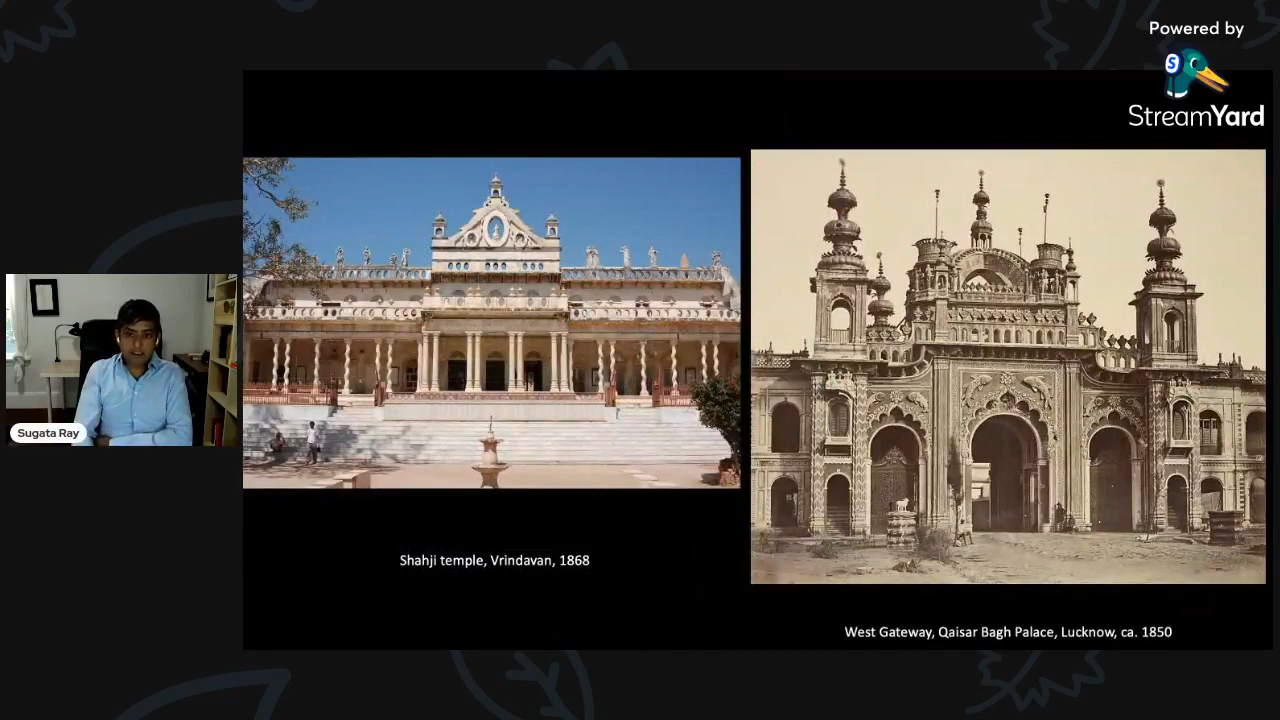 Powered by
S
StreamYard
Sugata Ray
Shahji temple, Vrindavan, 1868
West Gateway, Qaisar Bagh Palace, Lucknow, ca. 1850